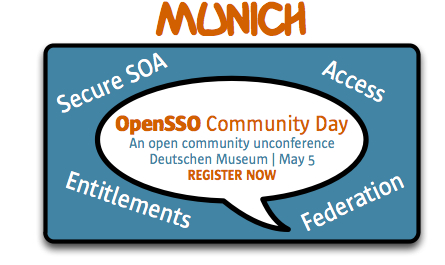 MUNICH
Secure SOA
Access
OpenSSO Community Day
An open community unconference
Deutschen Museum | May 5
REGISTER NOW
Entitlements
Federation